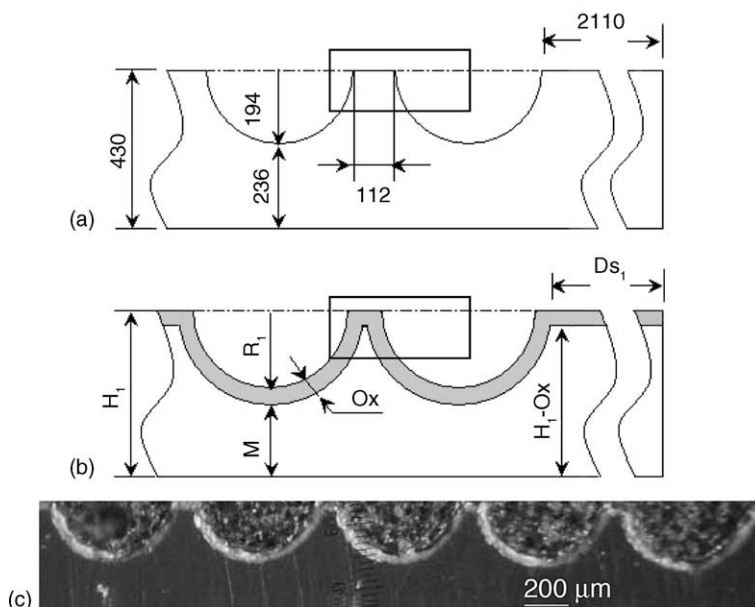 2110
194
430
236
112
(a)
Ds₁
R₁
H₁
Ox
M
H₁-Ox
(b)
(c)
200 μm